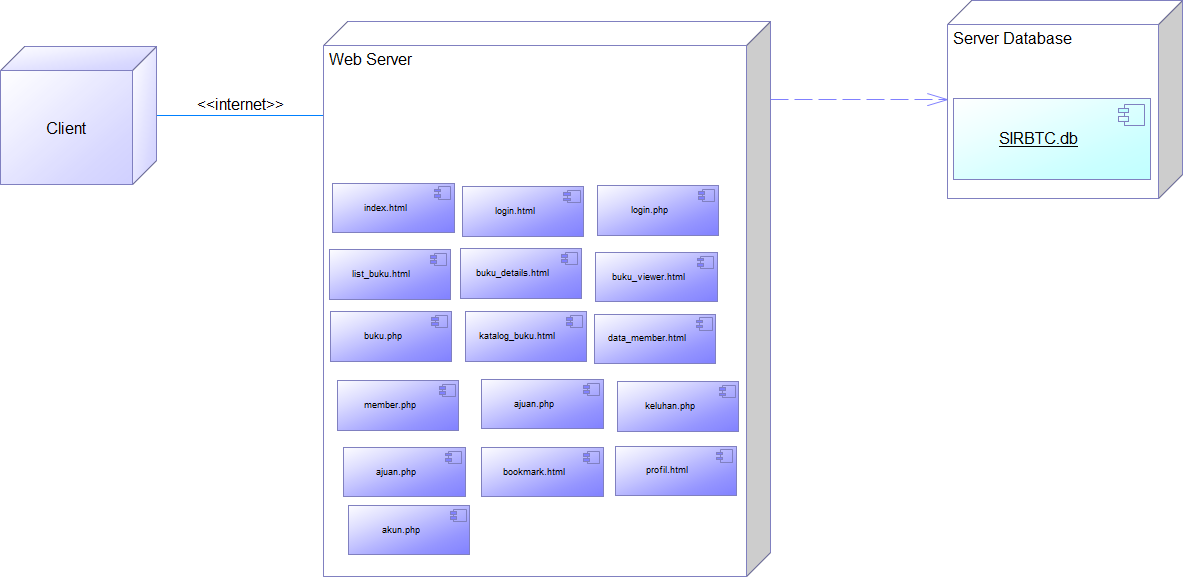 Client
<<internet>>
Web Server
index.html
login.html
login.php
list_buku.html
buku_details.html
buku_viewer.html
buku.php
katalog_buku.html
data_member.html
member.php
ajuan.php
keluhan.php
ajuan.php
bookmark.html
profil.html
akun.php
Server Database
SIRBTC.db